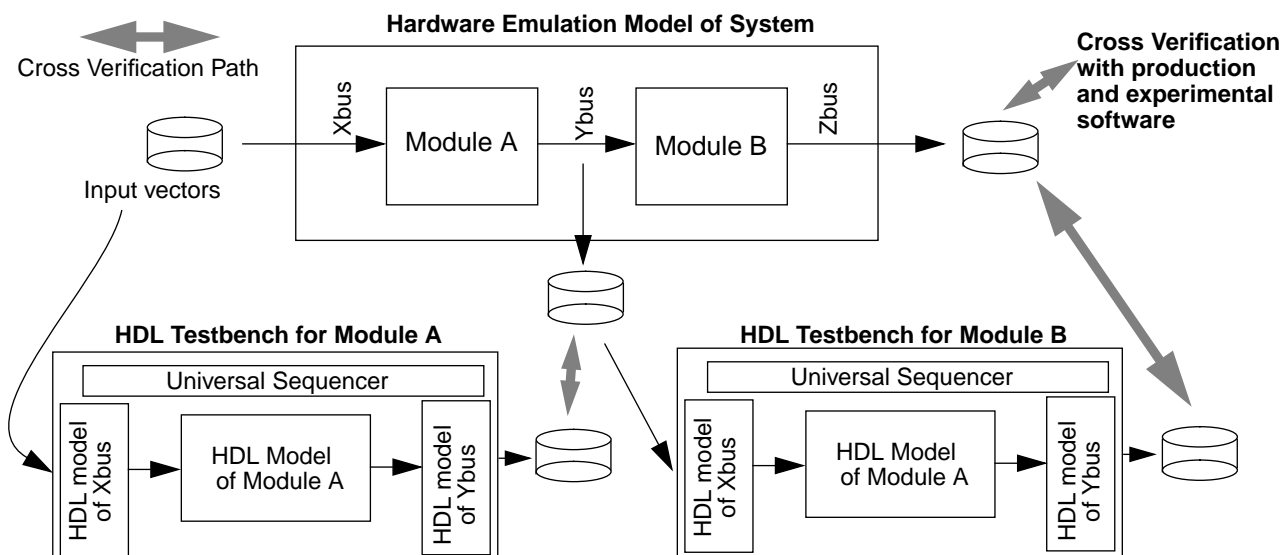 Hardware Emulation Model of System
Cross Verification Path
Cross Verification
with production
and experimental
software
Xbus
Module A
Ybus
Module B
Zbus
Input vectors
HDL Testbench for Module A
Universal Sequencer
HDL model
of Xbus
HDL Model
of Module A
HDL model
of Ybus
HDL Testbench for Module B
Universal Sequencer
HDL model
of Xbus
HDL Model
of Module A
HDL model
of Ybus